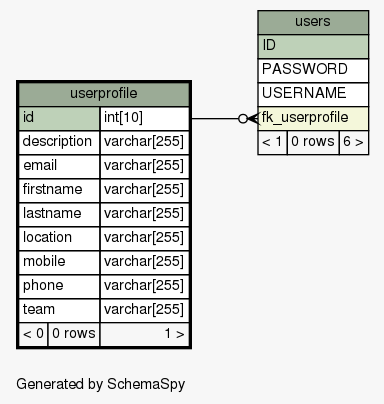 users
ID
PASSWORD
USERNAME
fk_userprofile
< 1 0 rows 6 >
userprofile
id int[10]
description varchar[255]
email varchar[255]
firstname varchar[255]
lastname varchar[255]
location varchar[255]
mobile varchar[255]
phone varchar[255]
team varchar[255]
< 0 0 rows 1 >
Generated by SchemaSpy